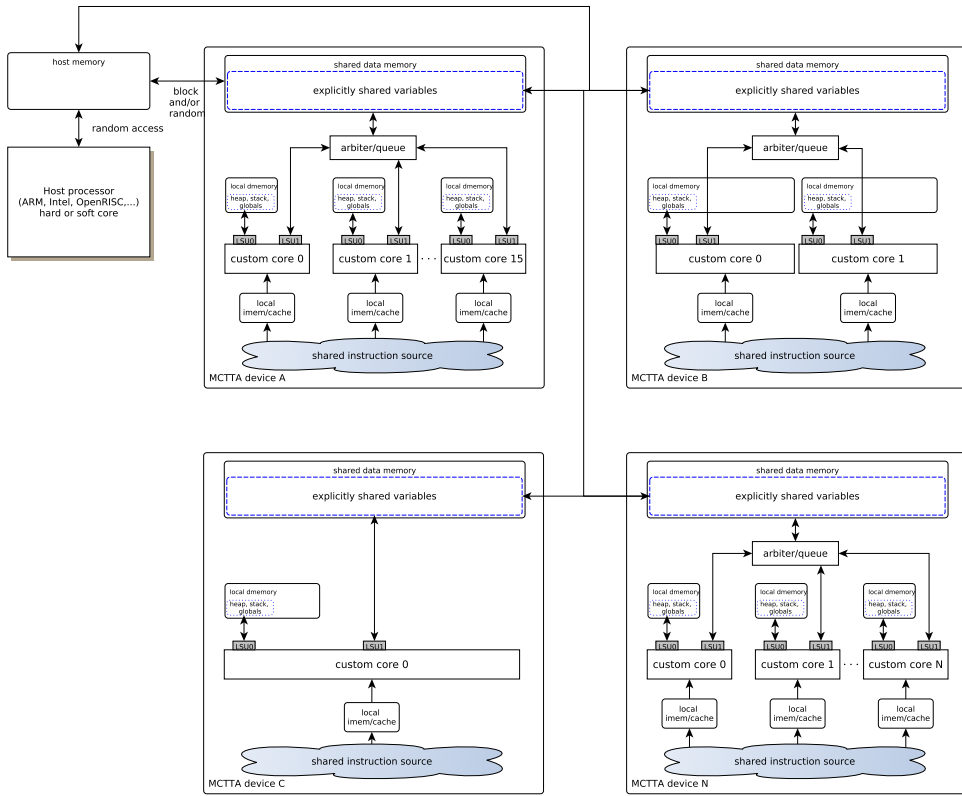 host memory
block
and/or
random
random access
Host processor
(ARM, Intel, OpenRISC,...)
hard or soft core
shared data memory
explicitly shared variables
arbiter/queue
local dmemory
heap, stack,
globals
local dmemory
heap, stack,
globals
local dmemory
heap, stack,
globals
LSU0
LSU1
LSU0
LSU1
LSU0
LSU1
custom core 0
custom core 1
. . .
custom core 15
local
imem/cache
local
imem/cache
local
imem/cache
shared instruction source
MCTTA device A
shared data memory
explicitly shared variables
arbiter/queue
local dmemory
heap, stack,
globals
local dmemory
heap, stack,
globals
LSU0
LSU1
LSU0
LSU1
custom core 0
custom core 1
local
imem/cache
local
imem/cache
shared instruction source
MCTTA device B
shared data memory
explicitly shared variables
local dmemory
heap, stack,
globals
LSU0
LSU1
custom core 0
local
imem/cache
shared instruction source
MCTTA device C
shared data memory
explicitly shared variables
arbiter/queue
local dmemory
heap, stack,
globals
local dmemory
heap, stack,
globals
local dmemory
heap, stack,
globals
LSU0
LSU1
LSU0
LSU1
LSU0
LSU1
custom core 0
custom core 1
. . .
custom core N
local
imem/cache
local
imem/cache
local
imem/cache
shared instruction source
MCTTA device N